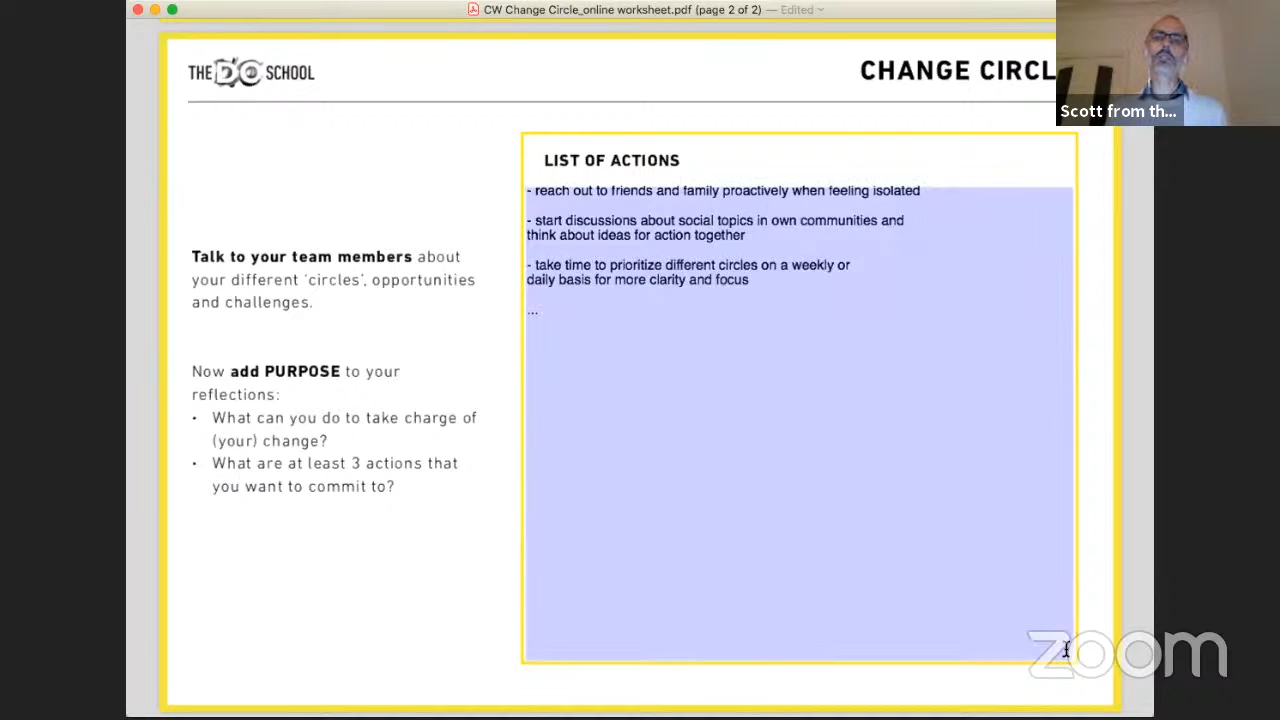 CW Change Circle_online worksheet.pdf (page 2 of 2) — Edited
THE DO SCHOOL
CHANGE CIRCL
Scott from th...
LIST OF ACTIONS
- reach out to friends and family proactively when feeling isolated
- start discussions about social topics in own communities and
think about ideas for action together
- take time to prioritize different circles on a weekly or
daily basis for more clarity and focus
...
Talk to your team members about
your different ‘circles’, opportunities
and challenges.
Now add PURPOSE to your
reflections:
• What can you do to take charge of
(your) change?
• What are at least 3 actions that
you want to commit to?
zoom